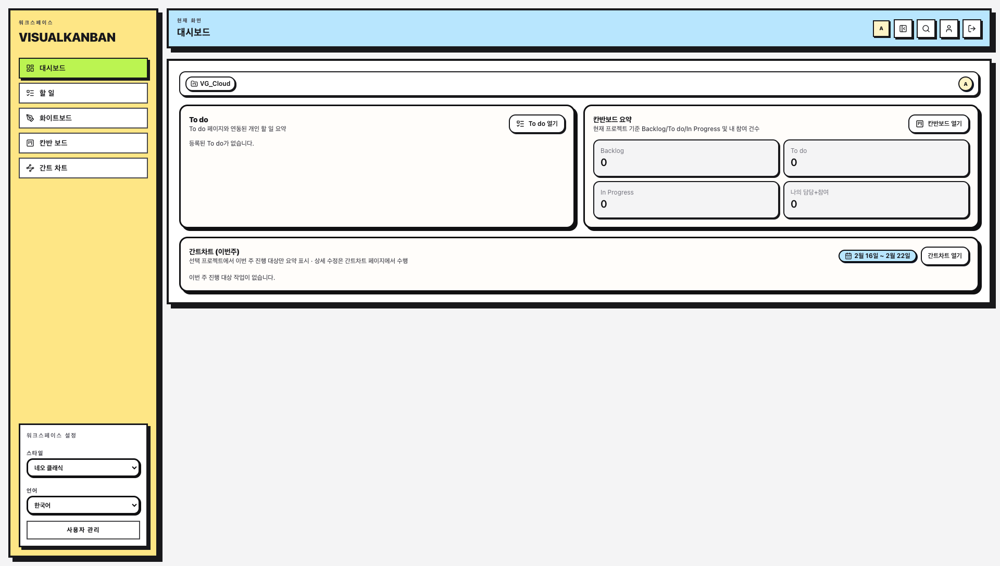 워크스페이스
VISUALKANBAN
대시보드
할 일
화이트보드
칸반 보드
간트 차트
워크스페이스 설정
스타일
네오 클래식
언어
한국어
사용자 관리
현재 화면
대시보드
A
VG_Cloud
A
To do
To do 페이지와 연동된 개인 할 일 요약
To do 열기
등록된 To do가 없습니다.
칸반보드 요약
현재 프로젝트 기준 Backlog/To do/In Progress 및 내 참여 건수
칸반보드 열기
Backlog
0
To do
0
In Progress
0
나의 담당+참여
0
간트차트 (이번주)
선택 프로젝트에서 이번 주 진행 대상만 요약 표시 · 상세 수정은 간트차트 페이지에서 수행
2월 16일 ~ 2월 22일
간트차트 열기
이번 주 진행 대상 작업이 없습니다.